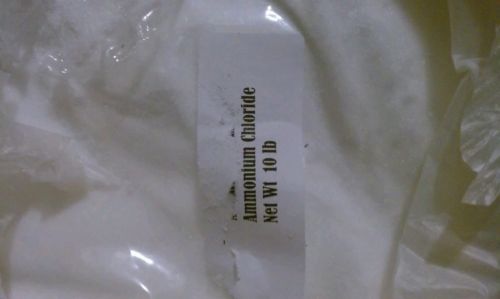 Ammonium Chloride
Net Wt 10 lb